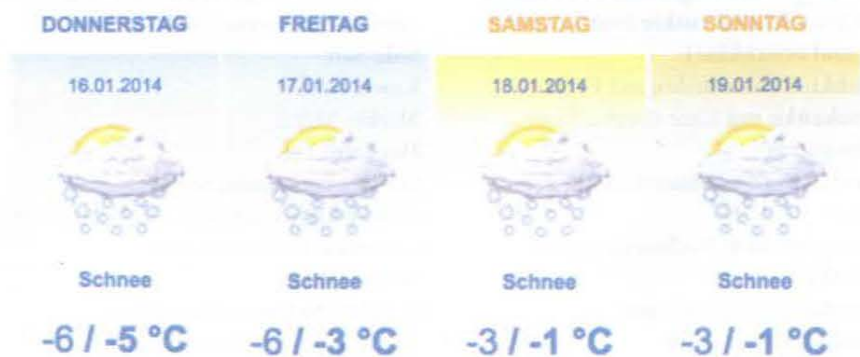 DONNERSTAG FREITAG SAMSTAG SONNTAG
16.01.2014 17.01.2014 18.01.2014 19.01.2014
Schnee Schnee Schnee Schnee
-6 / -5 °C -6 / -3 °C -3 / -1 °C -3 / -1 °C